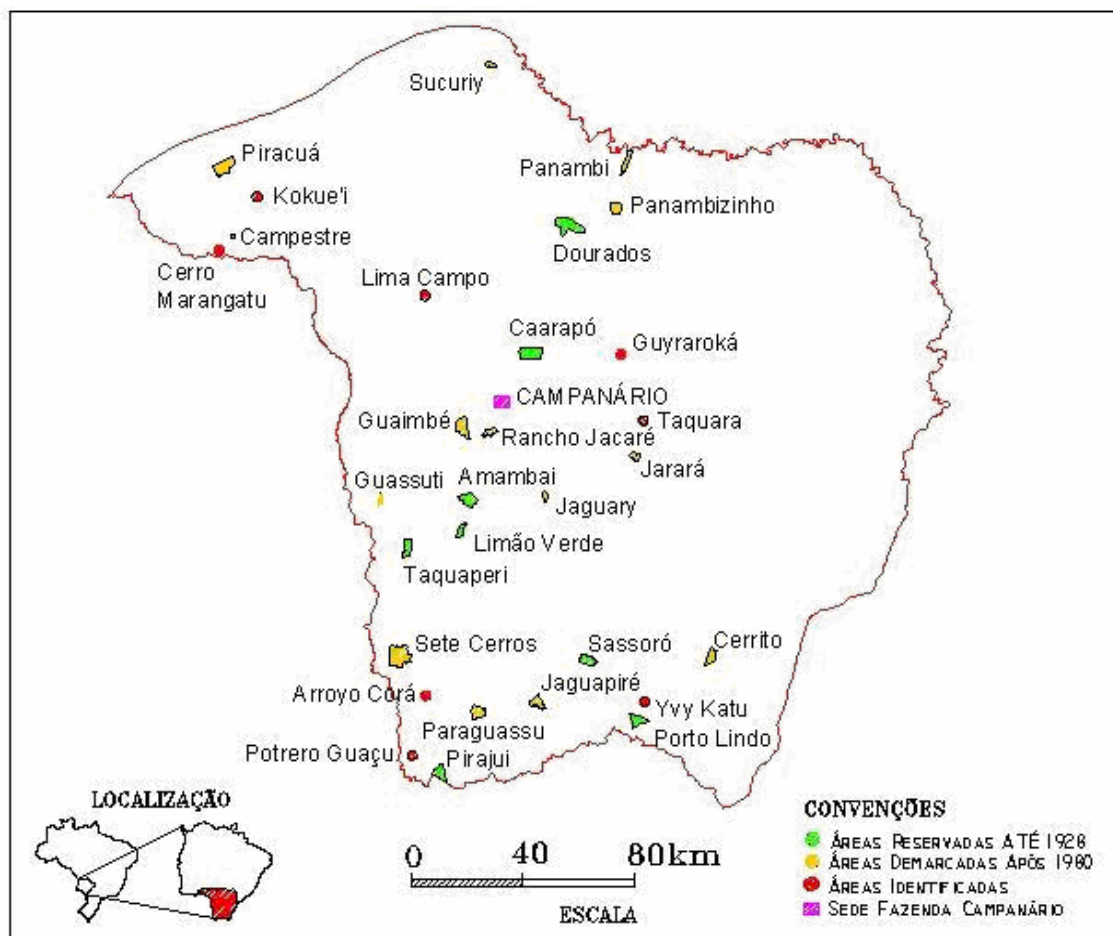 Sucuriy
Piracuá
Panambi
Kokue'i
Panambizinho
Campestre
Dourados
Cerro
Marangatu
Lima Campo
Caarapó
Guyraroká
CAMPANÁRIO
Guaimbé
Taquara
Rancho Jacaré
Jarará
Guassuti
Amambai
Jaguary
Limão Verde
Taquaperi
Sete Cerros
Sassoró
Cerrito
Arroyo Corá
Jaguapiré
Yvy Katu
Paraguassu
Porto Lindo
Potrero Guaçu
Pirajui
LOCALIZAÇÃO
0 40 80km
ESCALA
CONVENÇÕES
ÁREAS RESERVADAS ATÉ 1928
ÁREAS DEMARCADAS APÓS 1980
ÁREAS IDENTIFICADAS
SEDE FAZENDA CAMPANÁRIO